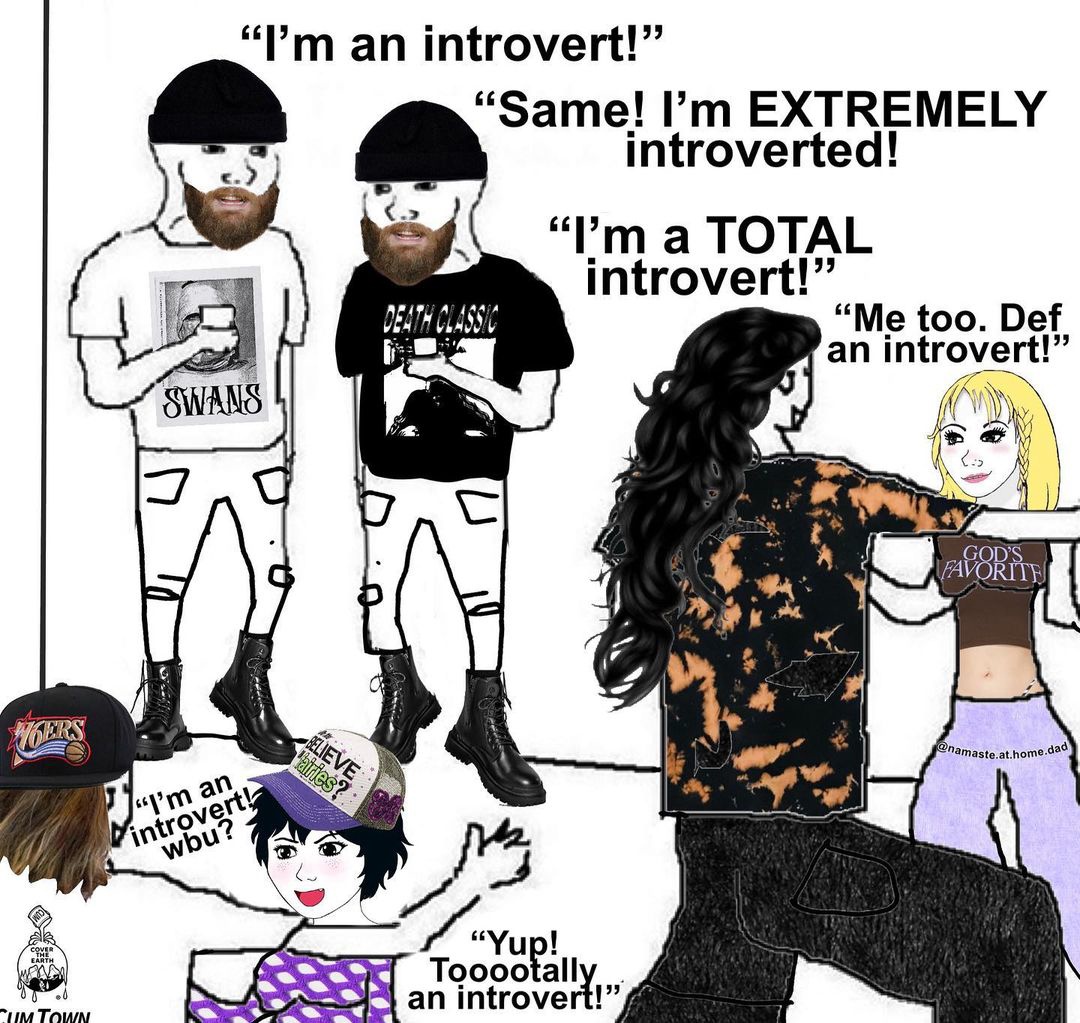 “I’m an introvert!”
“Same! I’m EXTREMELY
introverted!
“I’m a TOTAL
introvert!”
“Me too. Def
an introvert!”
DEATH CLASSIC
SWANS
GOD'S
FAVORITE
@namaste.at.home.dad
76ERS
BELIEVE
fairies?
“I’m an
introvert!
wbu?
“Yup!
Tooootally
an introvert!”
COVER
THE
EARTH
CUM TOWN